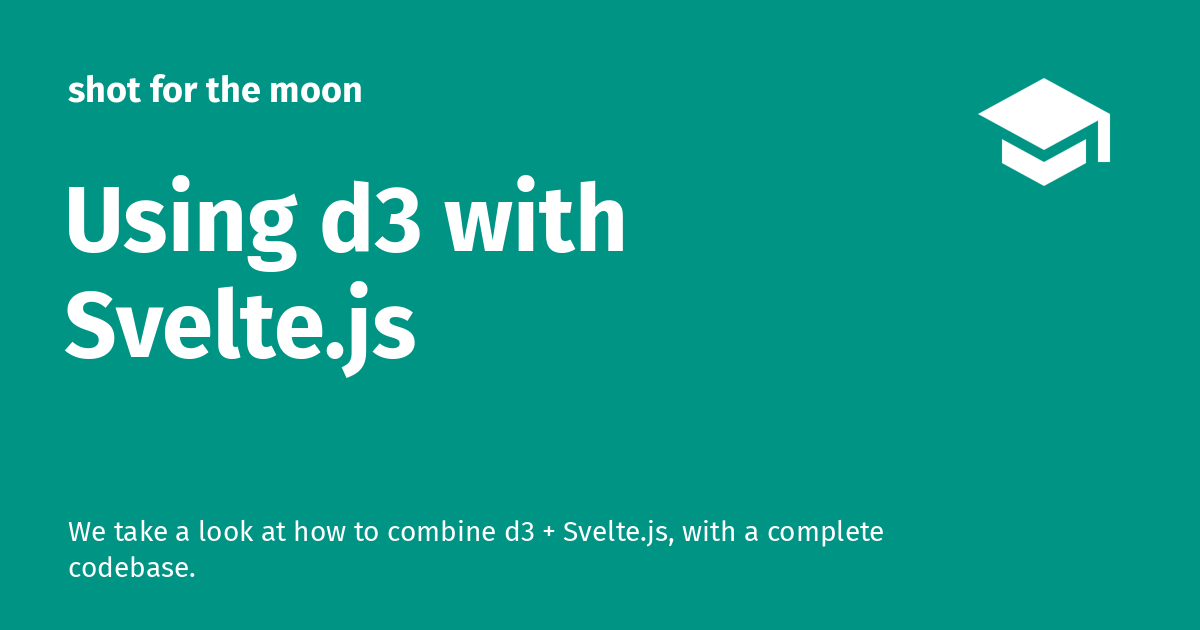 shot for the moon
Using d3 with
Svelte.js
We take a look at how to combine d3 + Svelte.js, with a complete
codebase.